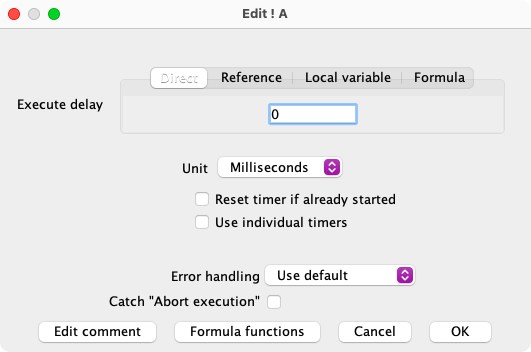 Edit ! A
Direct Reference Local variable Formula
Execute delay
0
Unit Milliseconds
Reset timer if already started
Use individual timers
Error handling Use default
Catch "Abort execution"
Edit comment Formula functions Cancel OK